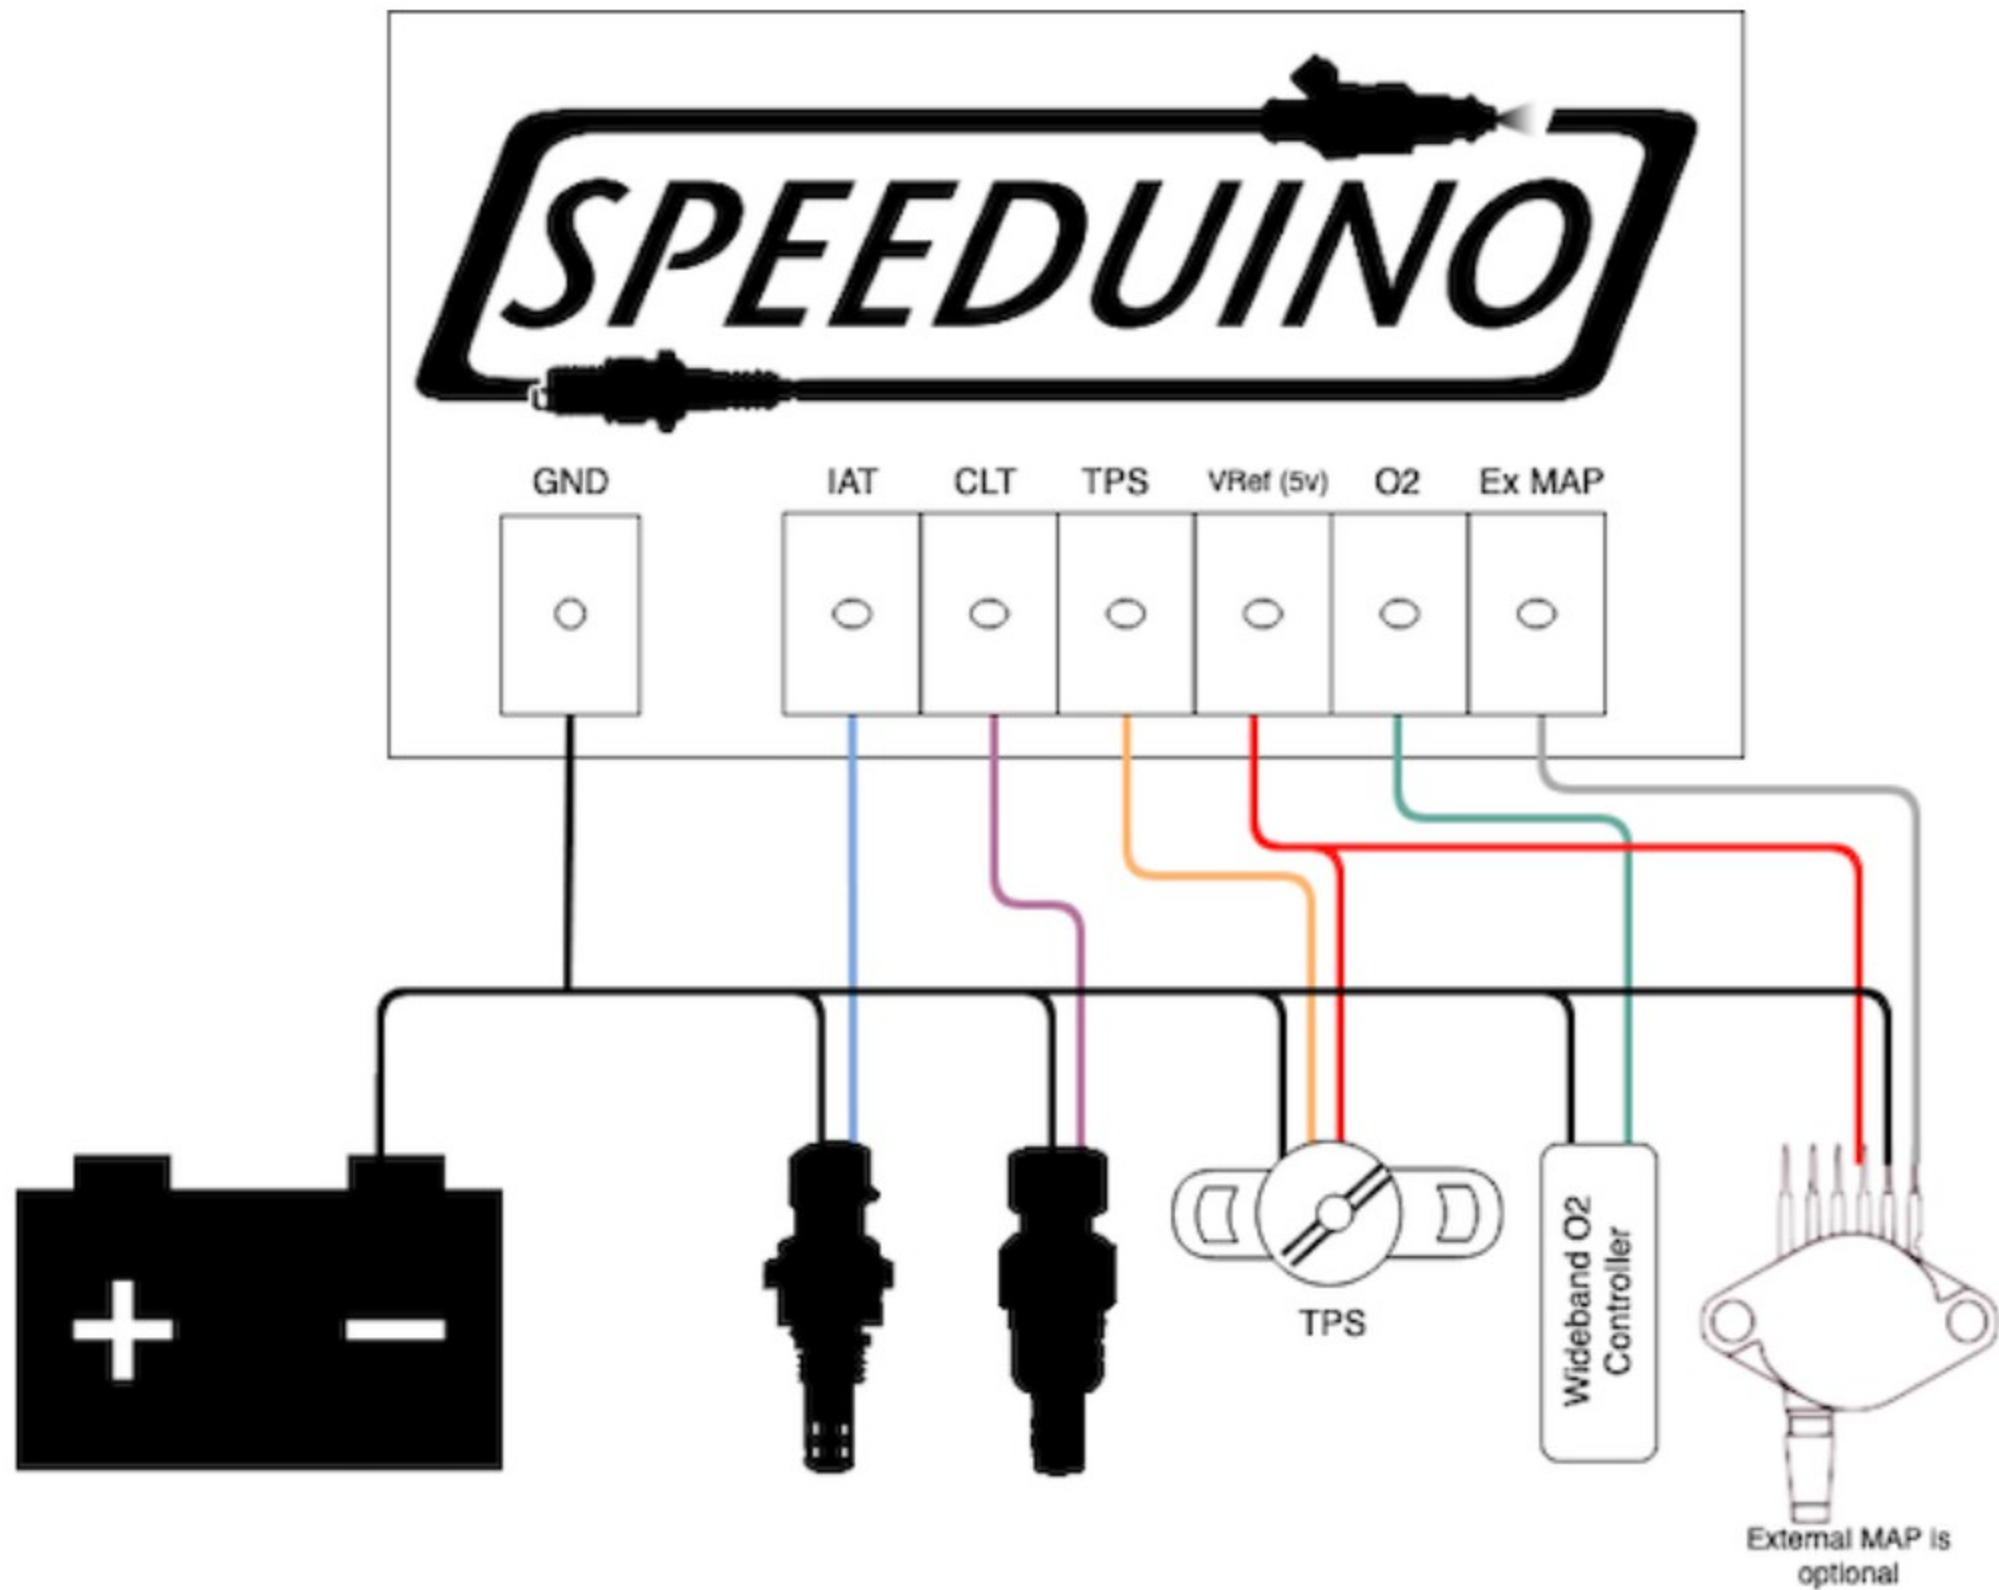 SPEEDUINO
GND IAT CLT TPS VRef (5v) O2 Ex MAP
TPS
Wideband O2
Controller
External MAP is
optional